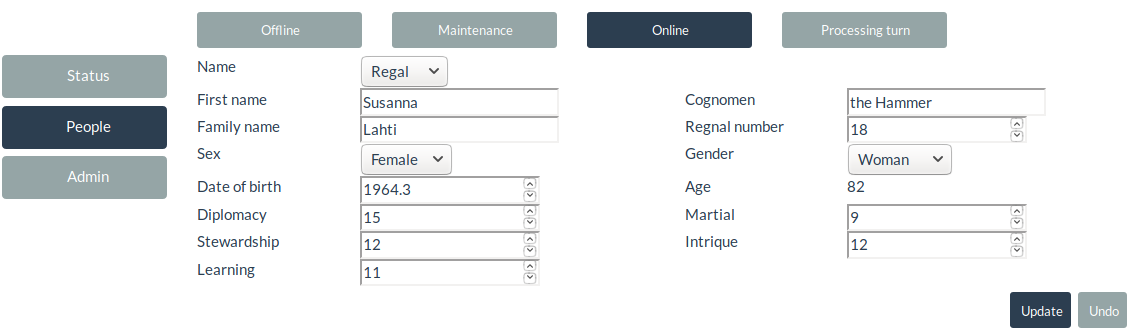 Offline Maintenance Online Processing turn
Status
People
Admin
Name Regal
First name Susanna Cognomen the Hammer
Family name Lahti Regnal number 18
Sex Female Gender Woman
Date of birth 1964.3 Age 82
Diplomacy 15 Martial 9
Stewardship 12 Intrique 12
Learning 11
Update Undo